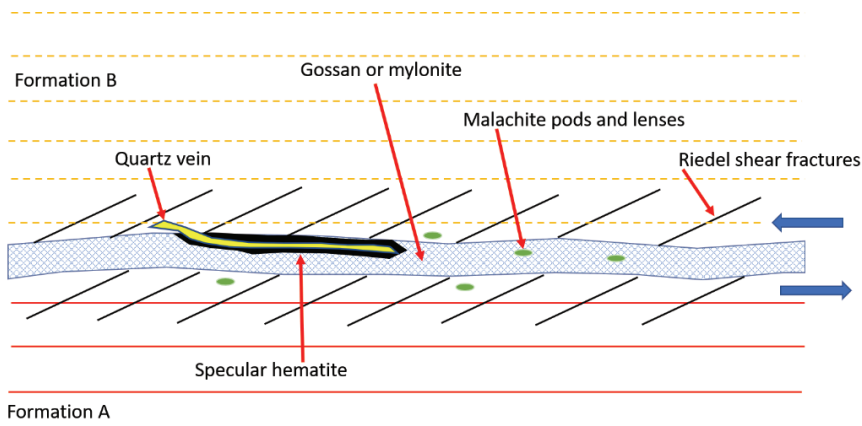 Formation B
Gossan or mylonite
Malachite pods and lenses
Quartz vein
Riedel shear fractures
Specular hematite
Formation A